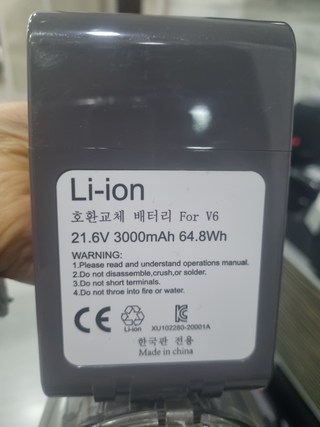 Li-ion
호환교체 배터리 For V6
21.6V 3000mAh 64.8Wh
WARNING:
1.Please read and understand operations manual.
2.Do not disassemble,crush,or solder.
3.Do not short terminals.
4.Do not throe into fire or water.
CE Li-ion XU102280-20001A
한국판 전용
Made in china